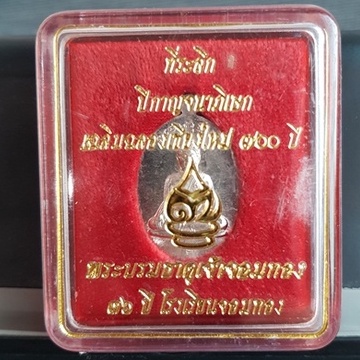 ที่ระลึก
ปีกาญจนาภิเษก
เฉลิมฉลองเชียงใหม่ ๗๐๐ ปี
พระบรมธาตุเจ้าจอมทอง
๗๖ ปี โรงเรียนจอมทอง